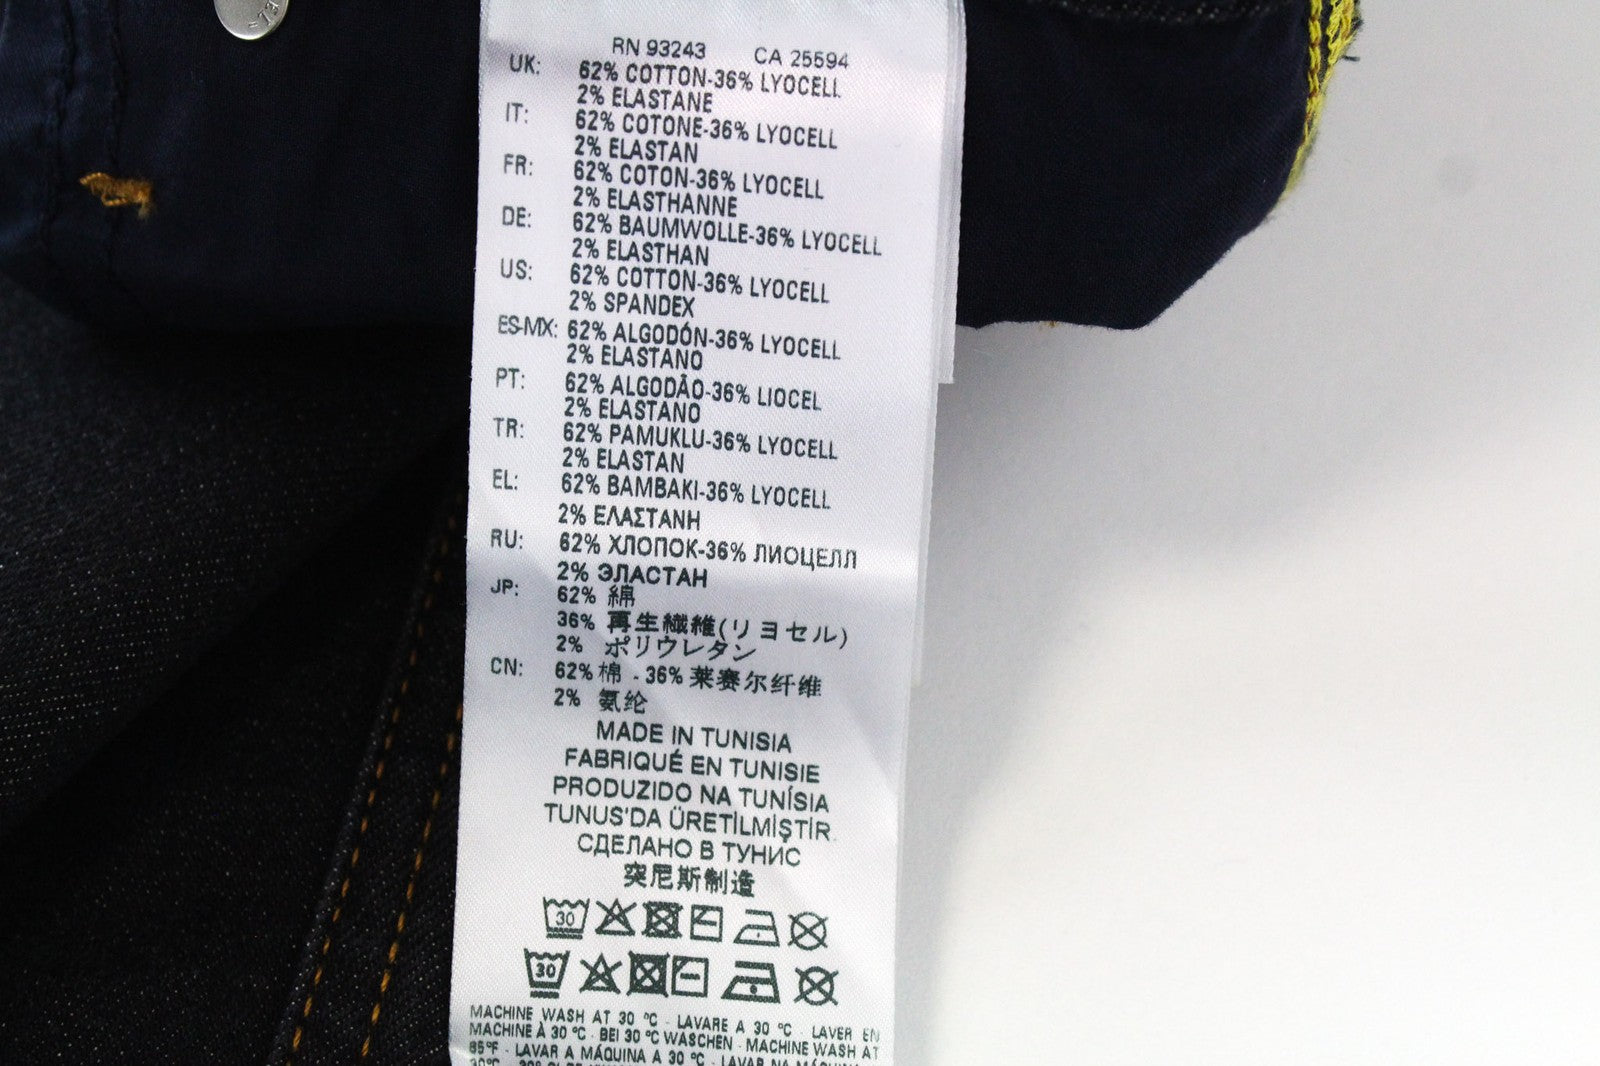 RN 93243 CA 25594
UK: 62% COTTON-36% LYOCELL
2% ELASTANE
IT: 62% COTONE-36% LYOCELL
2% ELASTAN
FR: 62% COTON-36% LYOCELL
2% ELASTHANNE
DE: 62% BAUMWOLLE-36% LYOCELL
2% ELASTHAN
US: 62% COTTON-36% LYOCELL
2% SPANDEX
ES-MX: 62% ALGODÓN-36% LYOCELL
2% ELASTANO
PT: 62% ALGODÃO-36% LIOCEL
2% ELASTANO
TR: 62% PAMUKLU-36% LYOCELL
2% ELASTAN
EL: 62% BAMBAKI-36% LYOCELL
2% ΕΛΑΣΤΑΝΗ
RU: 62% ХЛОПОК-36% ЛИОЦЕЛЛ
2% ЭЛАСТАН
JP: 62% 綿
36% 再生繊維(リヨセル)
2% ポリウレタン
CN: 62% 棉 - 36% 莱赛尔纤维
2% 氨纶
MADE IN TUNISIA
FABRIQUÉ EN TUNISIE
PRODUZIDO NA TUNÍSIA
TUNUS'DA ÜRETİLMİŞTİR.
СДЕЛАНО В ТУНИС
突尼斯制造
30
30
MACHINE WASH AT 30 °C - LAVARE A 30 °C - LAVER EN
MACHINE À 30 °C - BEI 30 °C WASCHEN - MACHINE WASH AT
85°F - LAVAR A MÁQUINA A 30 °C - LAVAR NA MÁQUINA